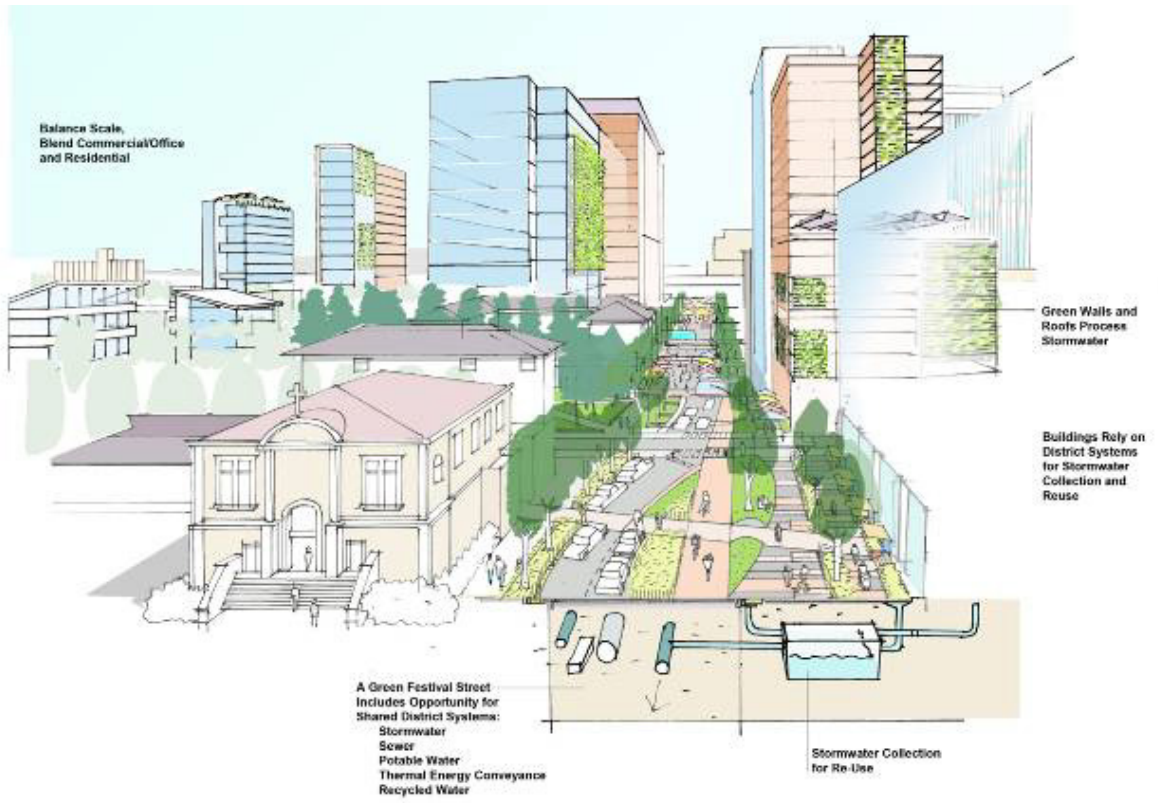 Balance Scale,
Blend Commercial/Office
and Residential
Green Walls and
Roofs Process
Stormwater
Buildings Rely on
District Systems
for Stormwater
Collection and
Reuse
A Green Festival Street
Includes Opportunity for
Shared District Systems:
Stormwater
Sewer
Potable Water
Thermal Energy Conveyance
Recycled Water
Stormwater Collection
for Re-Use